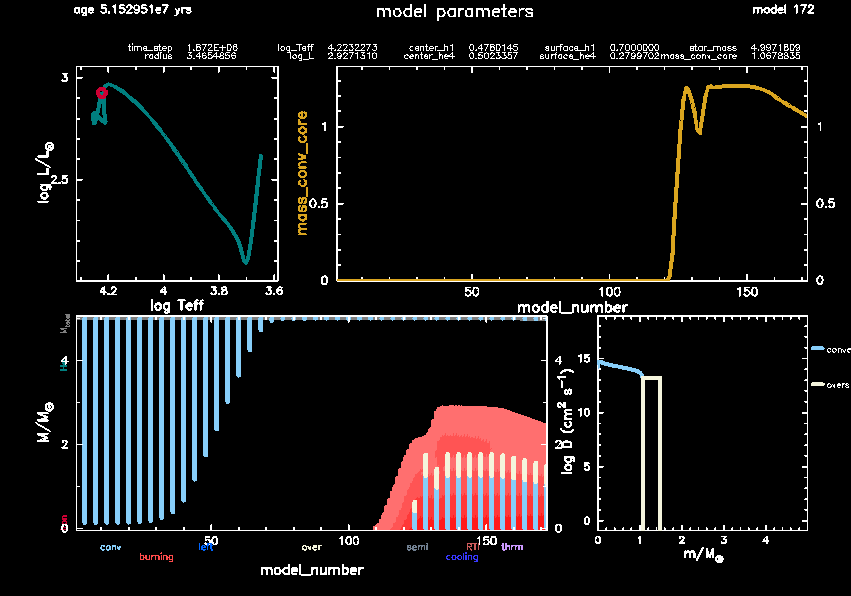 age 5.152951e7 yrs
model parameters
model 172
time_step 1.872E+06 log_Teff 4.2232273 center_h1 0.4760145 surface_h1 0.7000000 star_mass 4.9971809
radius 3.4654856 log_L 2.9271310 center_he4 0.5023357 surface_he4 0.2799702 mass_conv_core 1.0678835
3
2.5
log L/L⊙
4.2 4 3.8 3.6
log Teff
mass_conv_core
1
0.5
0
1
0.5
0
50 100 150
model_number
M/M⊙
4
2
0
4
2
0
50 100 150
conv left over semi RTI thrm
burning cooling
model_number
log D (cm² s⁻¹)
15
10
5
0
0 1 2 3 4
m/M⊙
conve
overs